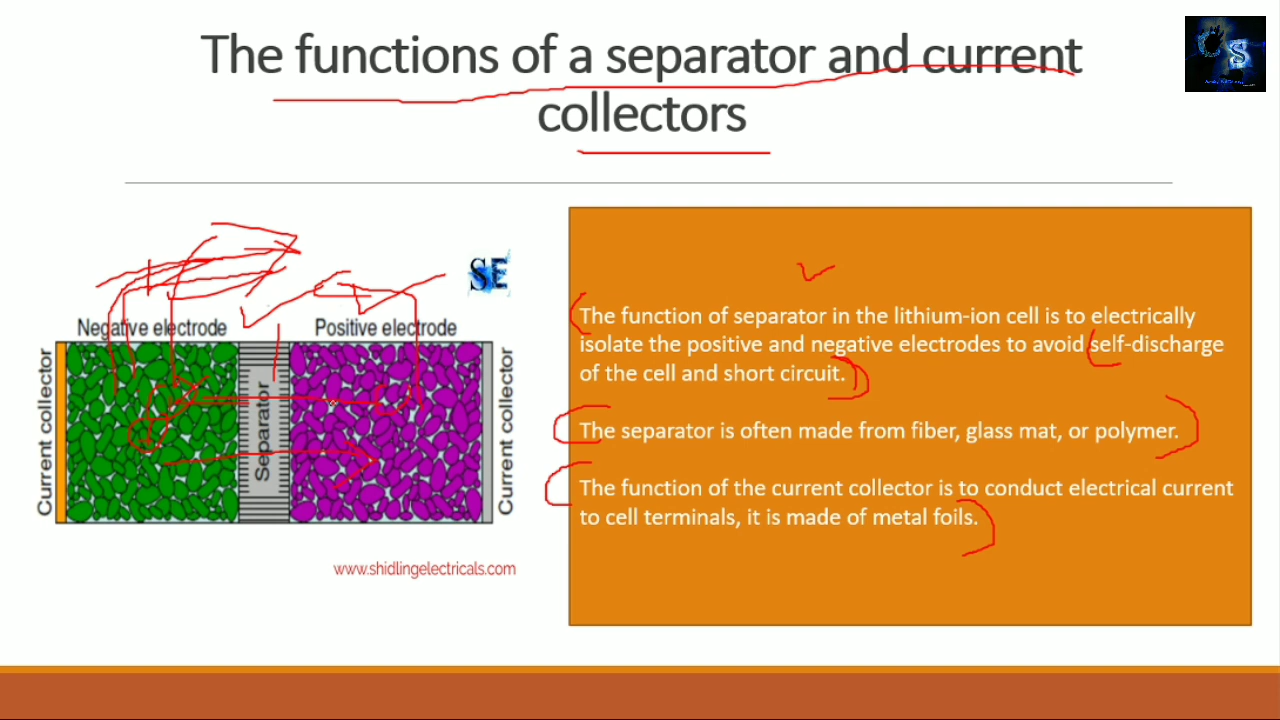 The functions of a separator and current
collectors
CS
SE
Negative electrode
Positive electrode
Current collector
Separator
Current collector
www.shidlingelectricals.com
The function of separator in the lithium-ion cell is to electrically
isolate the positive and negative electrodes to avoid self-discharge
of the cell and short circuit.
The separator is often made from fiber, glass mat, or polymer.
The function of the current collector is to conduct electrical current
to cell terminals, it is made of metal foils.